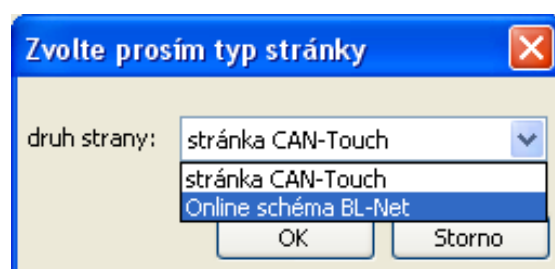 Zvolte prosím typ stránky
druh strany: stránka CAN-Touch
stránka CAN-Touch
Online schéma BL-Net
OK Storno